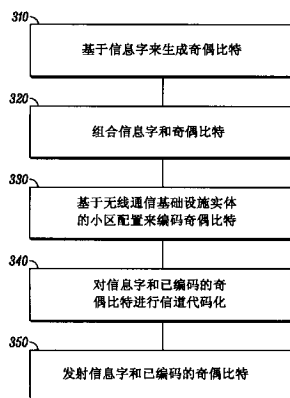 310
基于信息字来生成奇偶比特
320
组合信息字和奇偶比特
330
基于无线通信基础设施实体
的小区配置来编码奇偶比特
340
对信息字和已编码的奇
偶比特进行信道代码化
350
发射信息字和已编码的奇偶比特